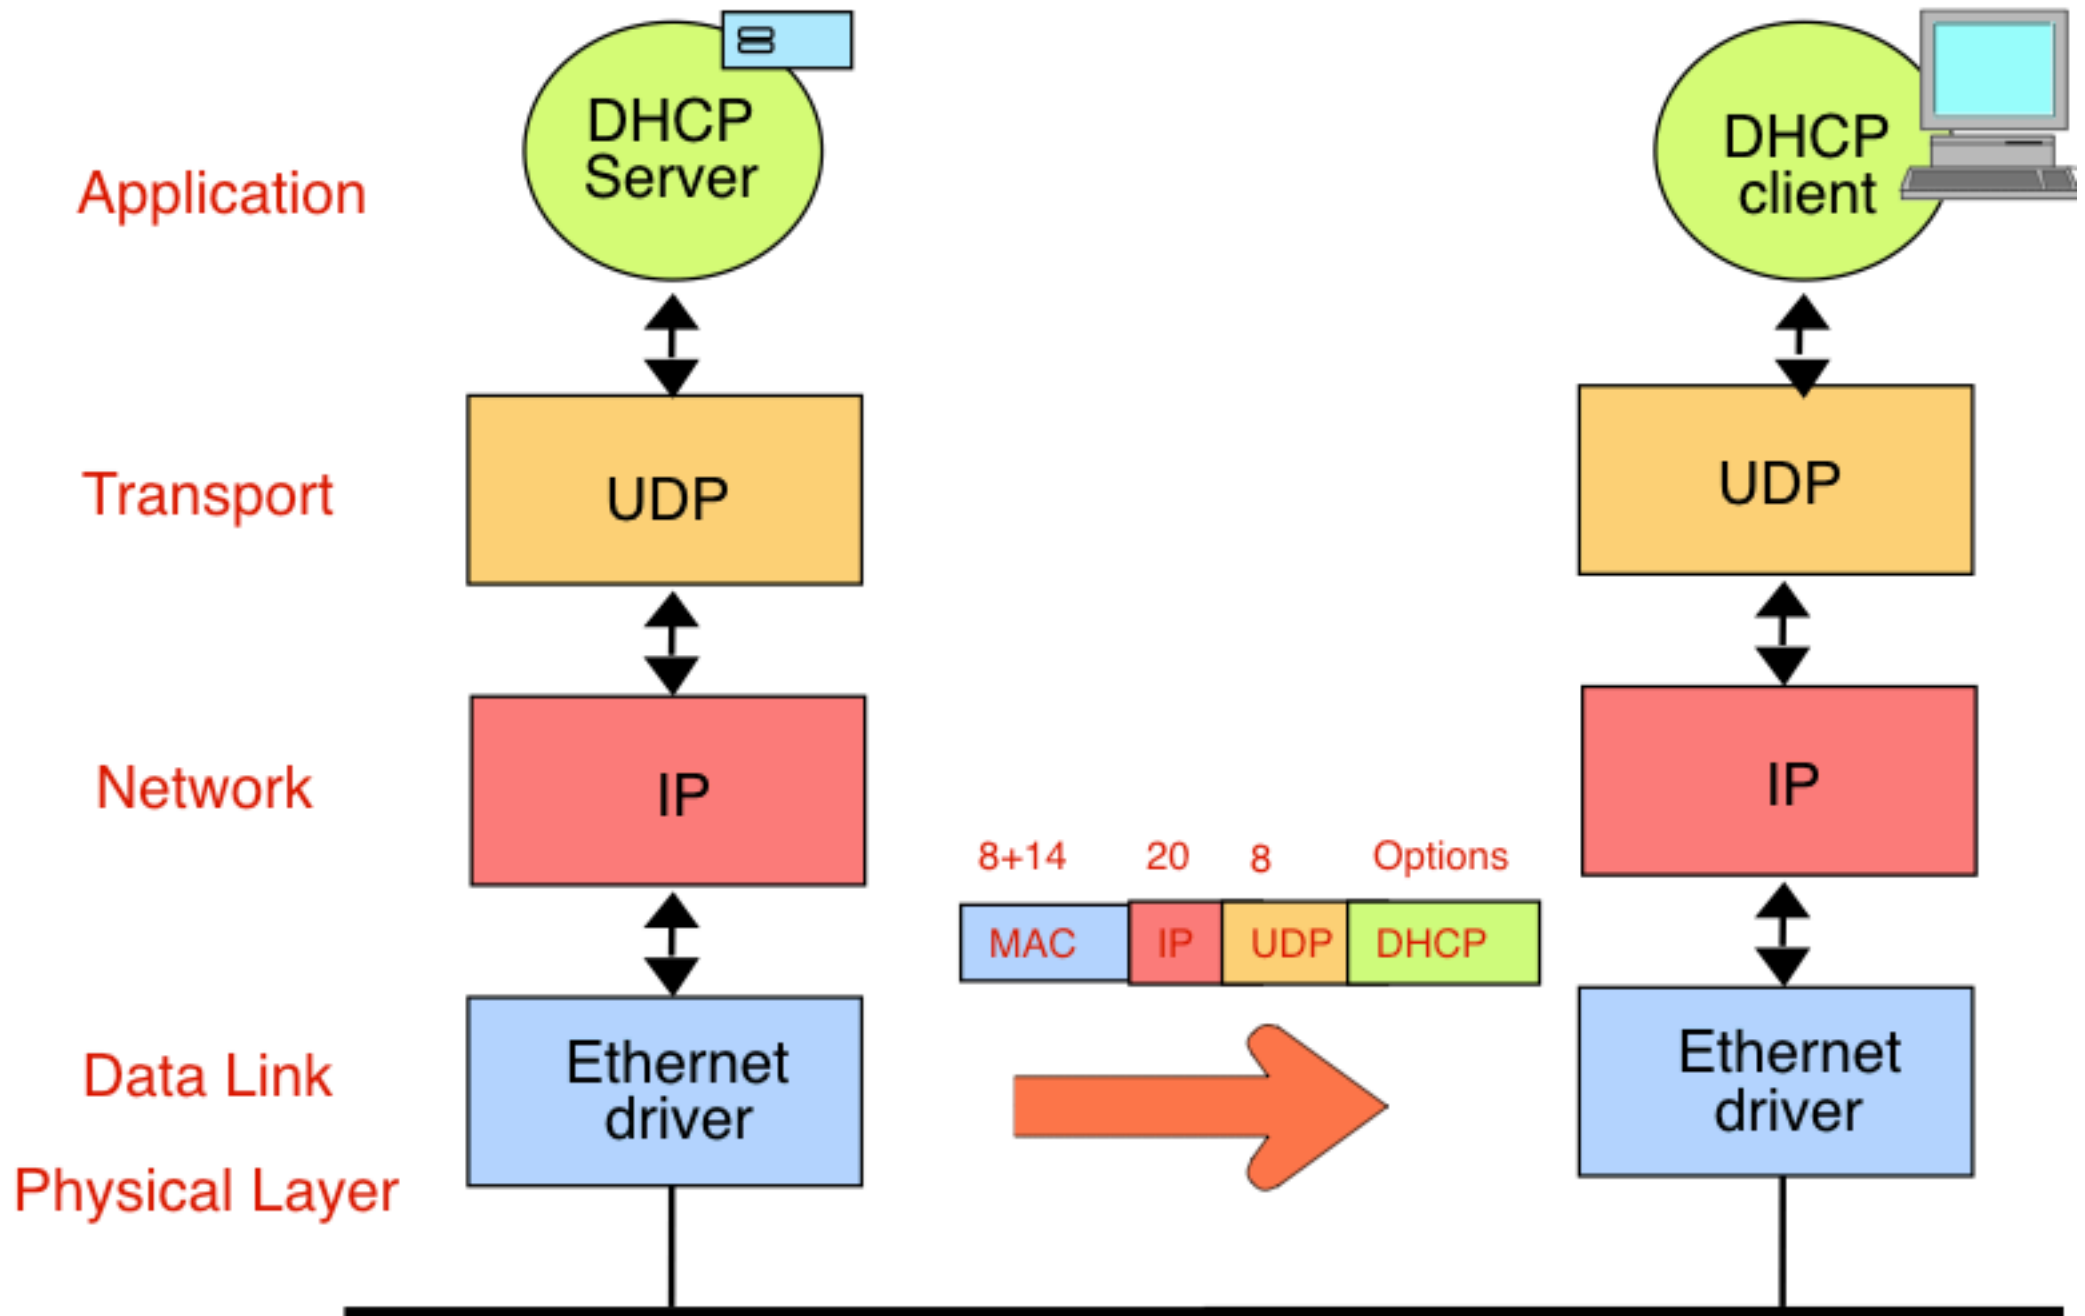 DHCP
Server
DHCP
client
Application
Transport
UDP
UDP
Network
IP
IP
8+14
20
8
Options
MAC
IP
UDP
DHCP
Data Link
Ethernet
driver
Ethernet
driver
Physical Layer